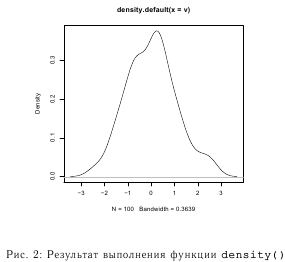 density.default(x = v)
Density
0.0 0.1 0.2 0.3
−3 −2 −1 0 1 2 3
N = 100 Bandwidth = 0.3639
Рис. 2: Результат выполнения функции density()